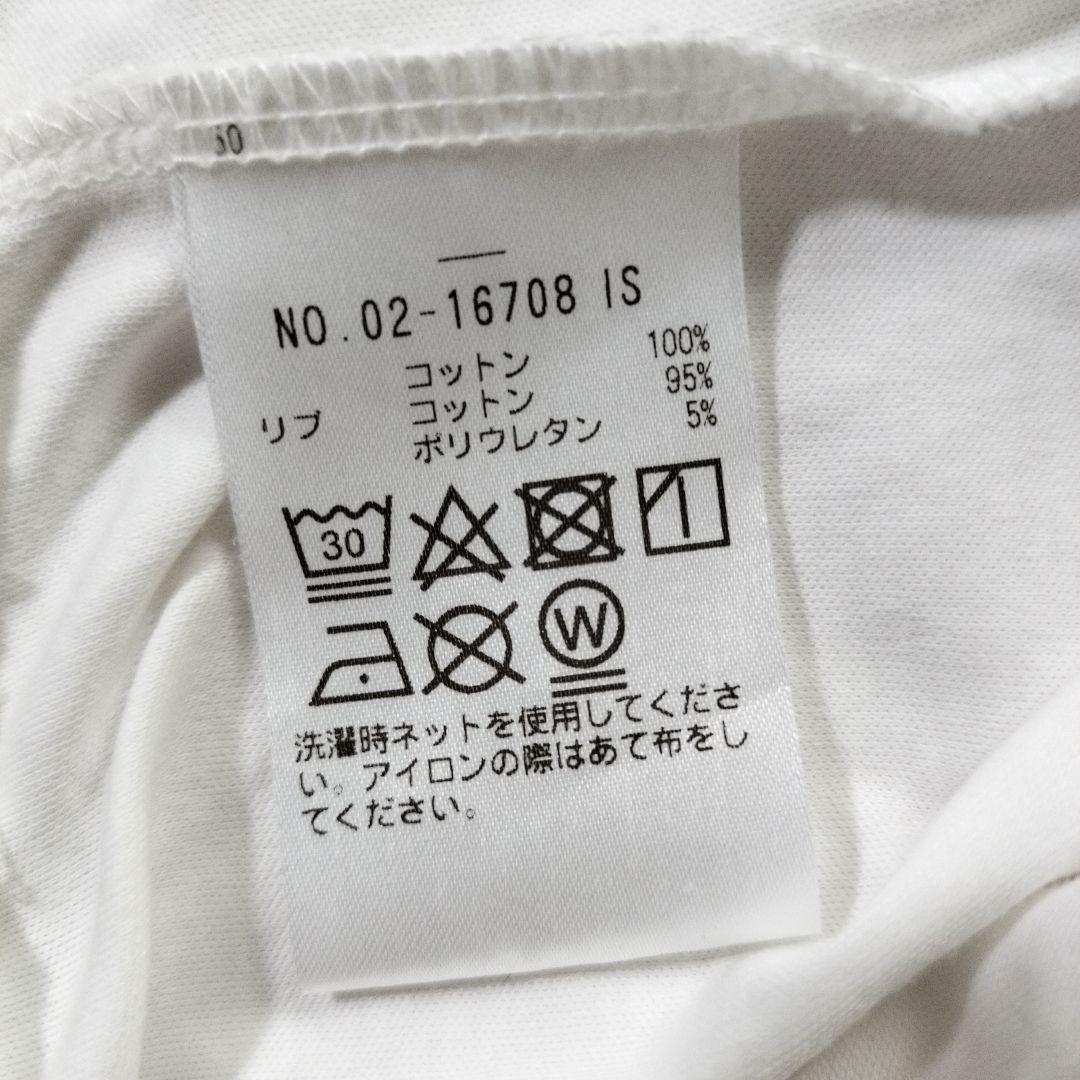 NO.02-16708 IS
コットン 100%
リブ コットン 95%
ポリウレタン 5%
30
W
洗濯時ネットを使用してくださ
い。アイロンの際はあて布をし
てください。